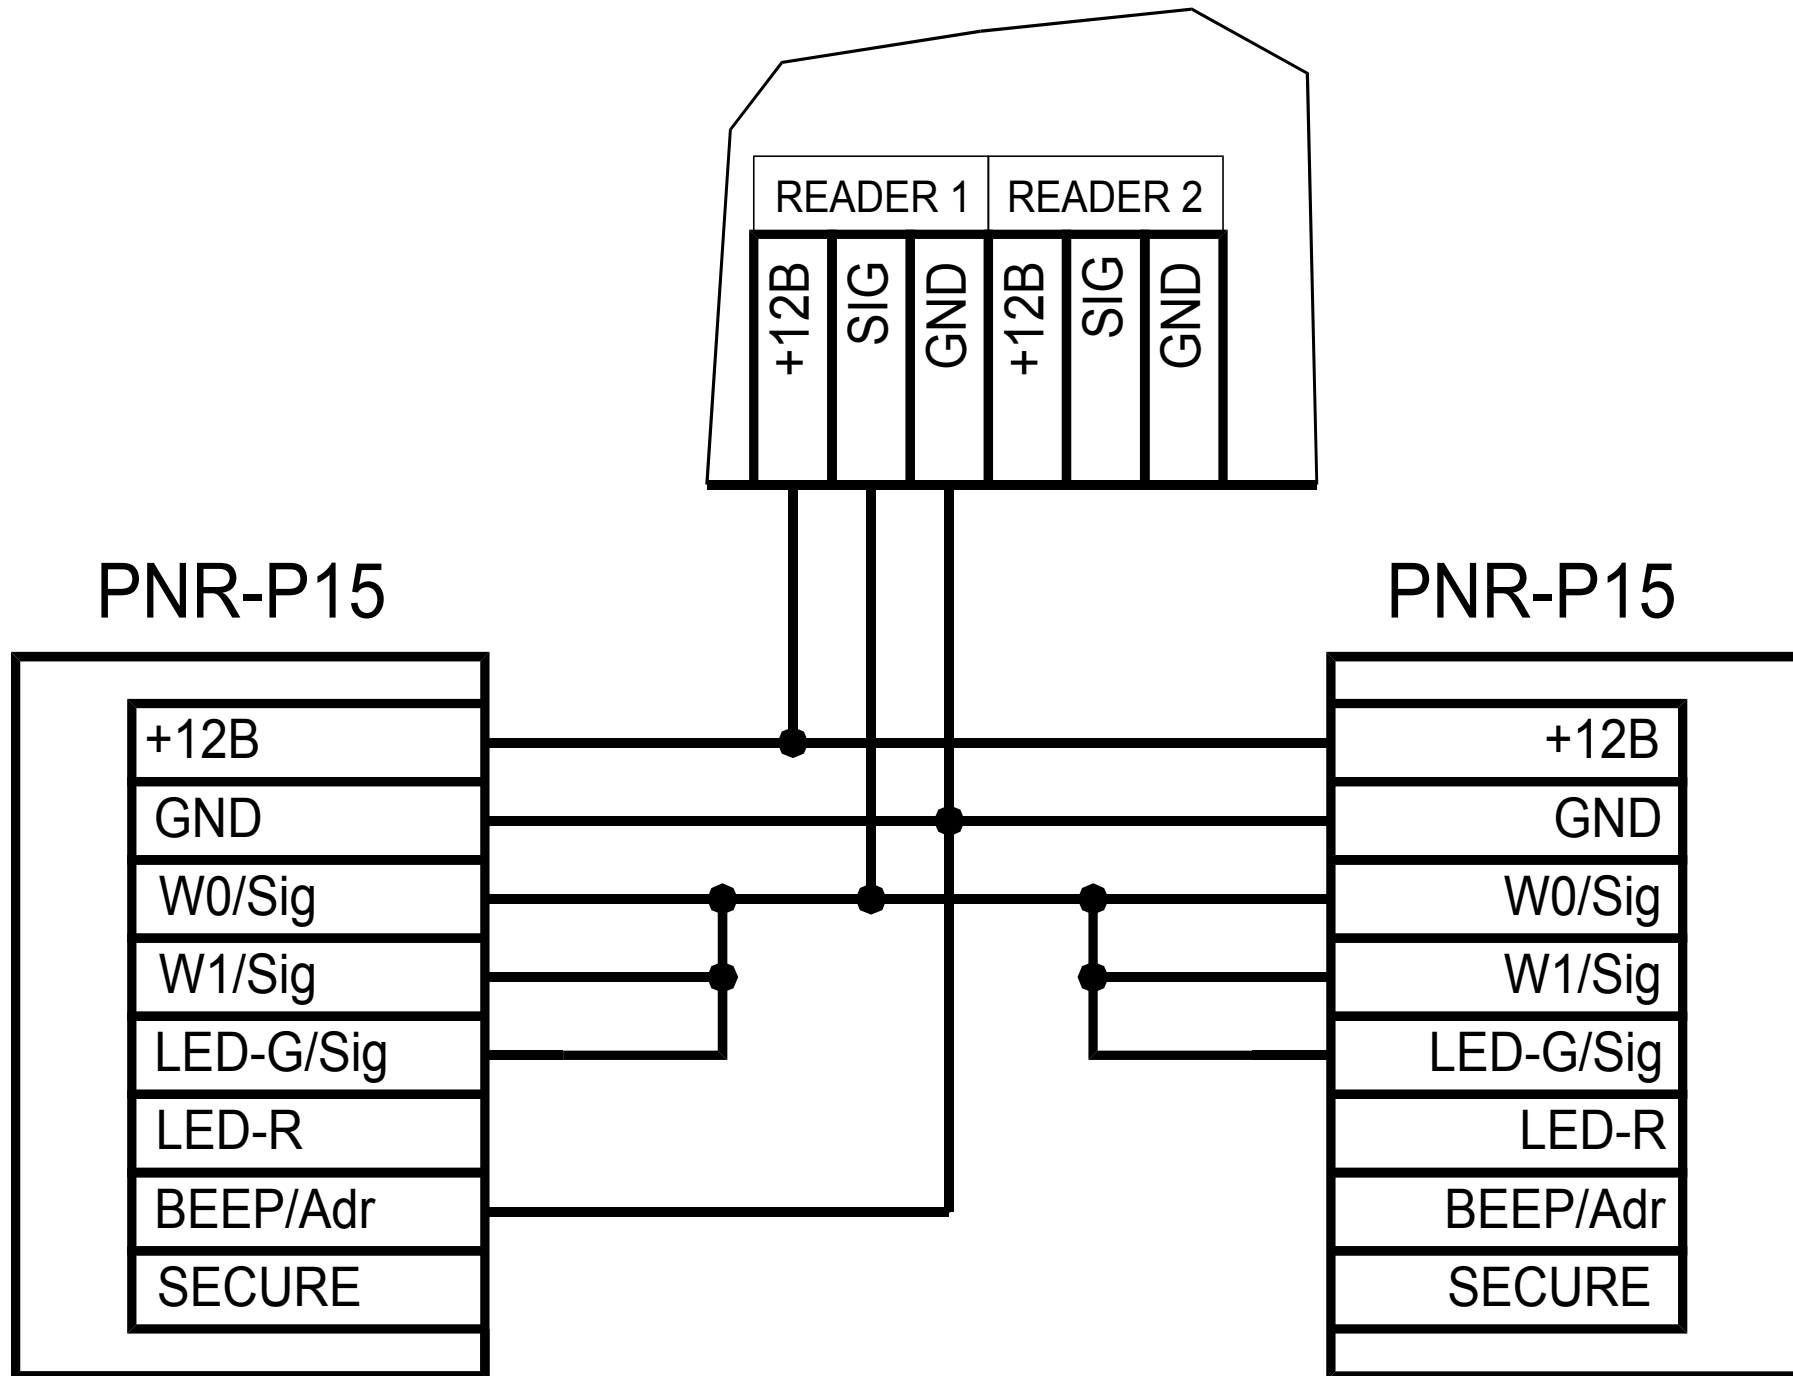 READER 1 READER 2
+12В SIG GND +12В SIG GND
PNR-P15
+12В
GND
W0/Sig
W1/Sig
LED-G/Sig
LED-R
BEEP/Adr
SECURE
PNR-P15
+12В
GND
W0/Sig
W1/Sig
LED-G/Sig
LED-R
BEEP/Adr
SECURE